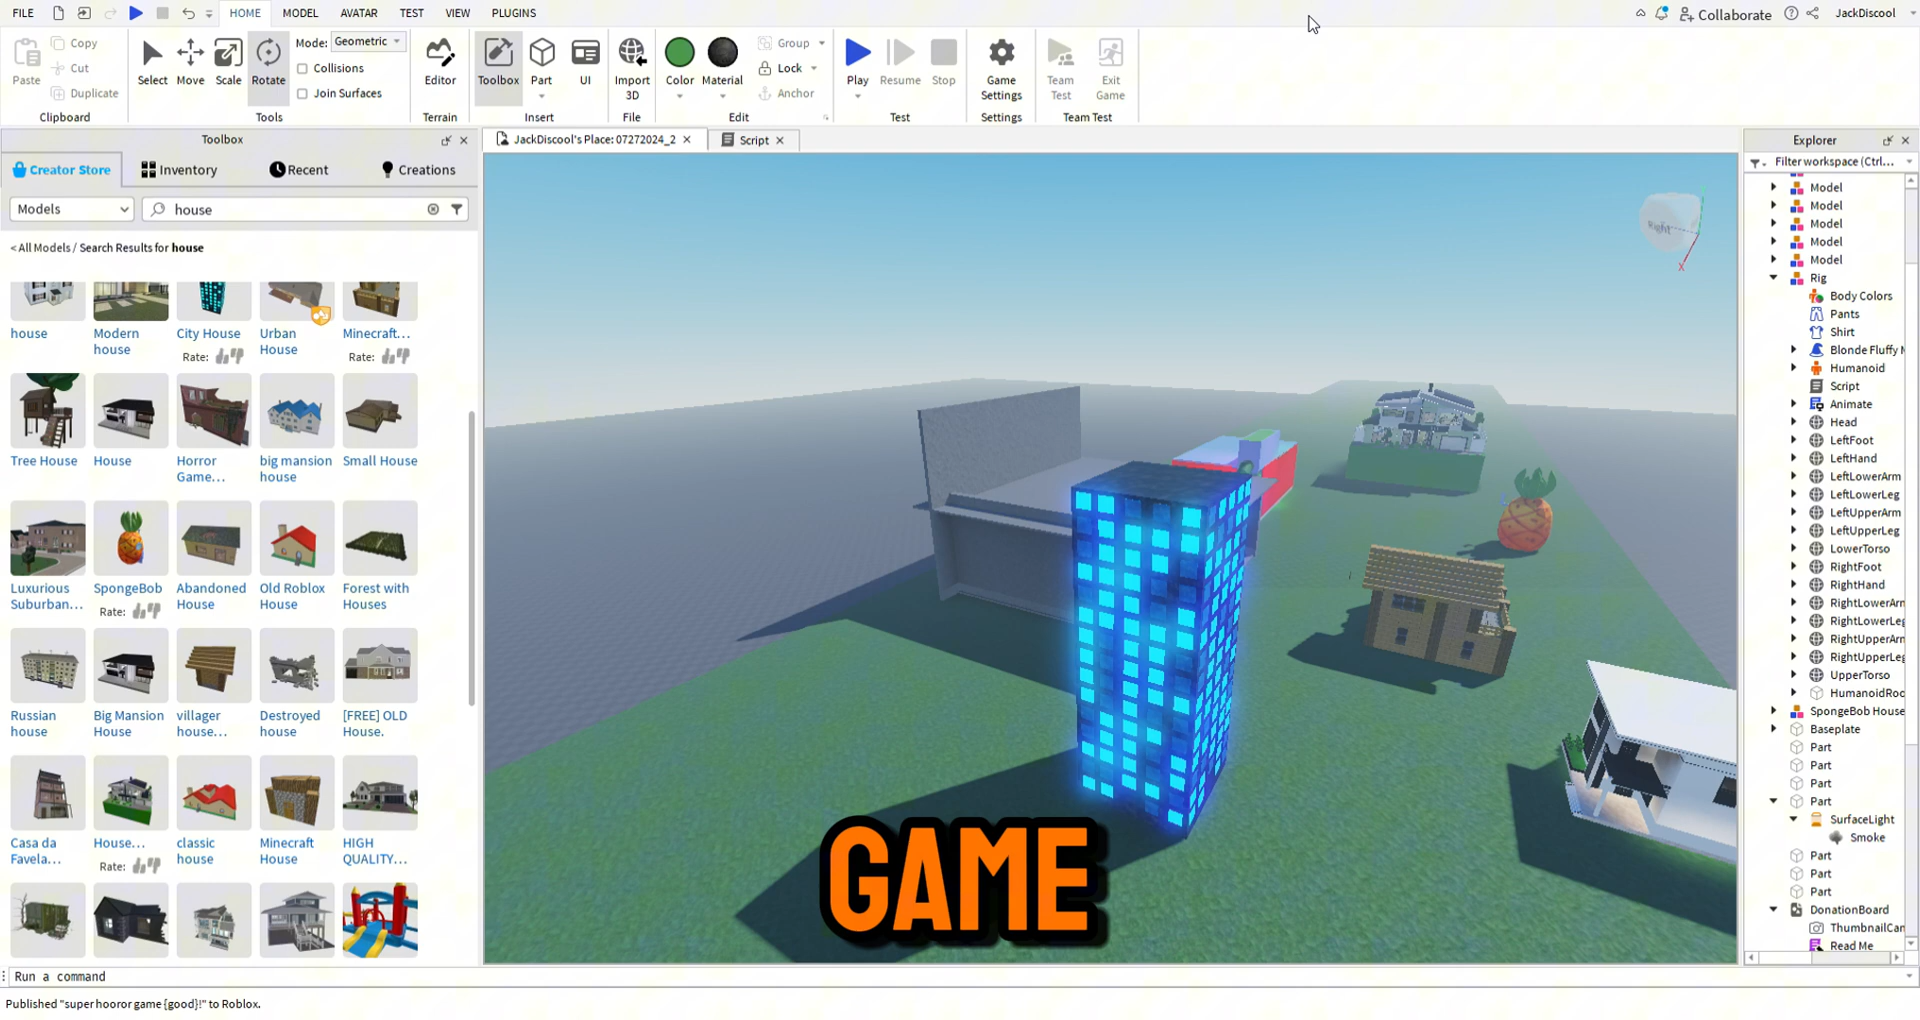 FILE HOME MODEL AVATAR TEST VIEW PLUGINS Collaborate JackDiscool
Paste Copy Cut Duplicate Clipboard
Select Move Scale Rotate Mode: Geometric Collisions Join Surfaces Tools
Editor Terrain
Toolbox Part UI Insert
Import 3D File
Color Material Group Lock Anchor Edit
Play Resume Stop Test
Game Settings Settings
Team Test Exit Game Team Test
Toolbox
Creator Store Inventory Recent Creations
Models house
< All Models / Search Results for house
house Modern house City House Urban House Minecraft...
Rate: Rate:
Tree House House Horror Game... big mansion house Small House
Luxurious Suburban... SpongeBob Abandoned House Old Roblox House Forest with Houses
Rate:
Russian house Big Mansion House villager house... Destroyed house [FREE] OLD House.
Casa da Favela... House... classic house Minecraft House HIGH QUALITY...
Rate:
JackDiscool's Place: 07272024_2 Script
Right
X
GAME
Explorer
Filter workspace (Ctrl...
Model
Model
Model
Model
Model
Rig
Body Colors
Pants
Shirt
Blonde Fluffy
Humanoid
Script
Animate
Head
LeftFoot
LeftHand
LeftLowerArm
LeftLowerLeg
LeftUpperArm
LeftUpperLeg
LowerTorso
RightFoot
RightHand
RightLowerArn
RightLowerLeg
RightUpperArn
RightUpperLeg
UpperTorso
HumanoidRoo
SpongeBob House
Baseplate
Part
Part
Part
Part
SurfaceLight
Smoke
Part
Part
Part
DonationBoard
ThumbnailCan
Read Me
Run a command
Published "super hooror game {good}!" to Roblox.